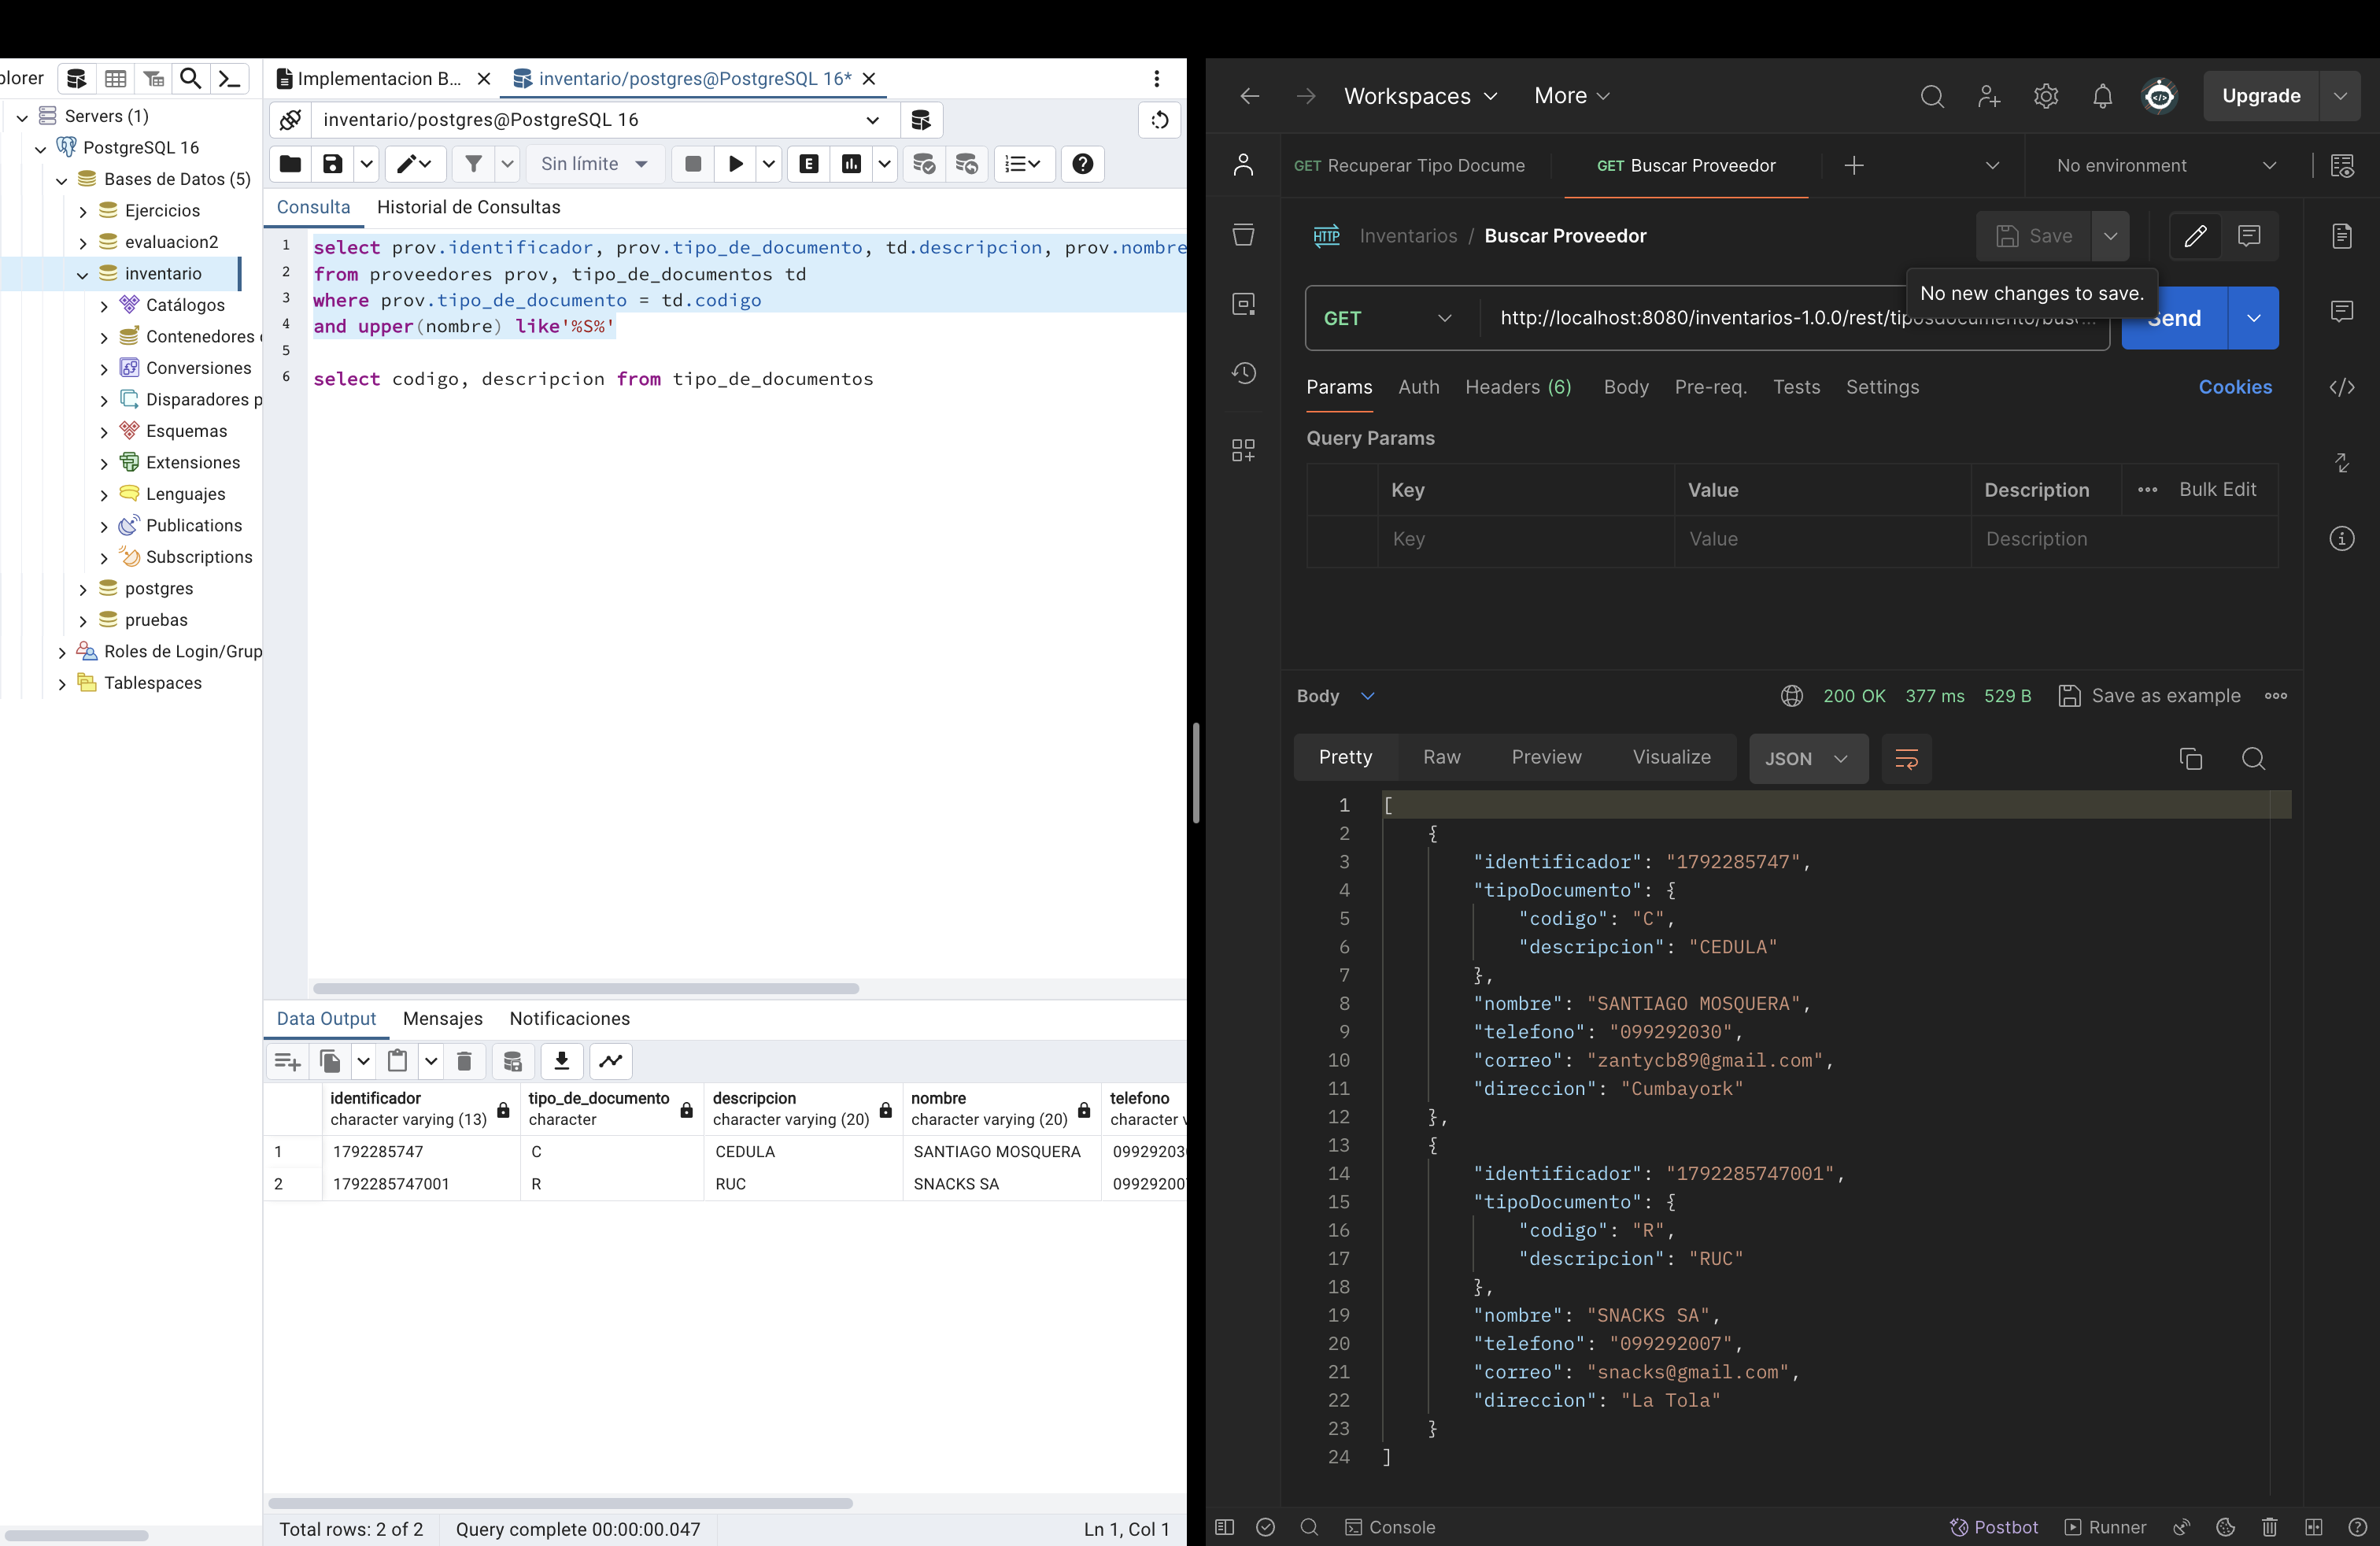 plorer
Servers (1)
PostgreSQL 16
Bases de Datos (5)
Ejercicios
evaluacion2
inventario
Catálogos
Contenedores
Conversiones
Disparadores p
Esquemas
Extensiones
Lenguajes
Publications
Subscriptions
postgres
pruebas
Roles de Login/Grup
Tablespaces
Implementacion B...
inventario/postgres@PostgreSQL 16*
inventario/postgres@PostgreSQL 16
Sin límite
E
Consulta Historial de Consultas
1 select prov.identificador, prov.tipo_de_documento, td.descripcion, prov.nombre
2 from proveedores prov, tipo_de_documentos td
3 where prov.tipo_de_documento = td.codigo
4 and upper(nombre) like'%S%'
5
6 select codigo, descripcion from tipo_de_documentos
Data Output Mensajes Notificaciones
identificador tipo_de_documento descripcion nombre telefono
character varying (13) character character varying (20) character varying (20) character v
1 1792285747 C CEDULA SANTIAGO MOSQUERA 099292030
2 1792285747001 R RUC SNACKS SA 099292007
Total rows: 2 of 2 Query complete 00:00:00.047 Ln 1, Col 1
Workspaces More Upgrade
GET Recuperar Tipo Docume GET Buscar Proveedor No environment
HTTP Inventarios / Buscar Proveedor Save
No new changes to save.
GET http://localhost:8080/inventarios-1.0.0/rest/tiposdocumento/bus... Send
Params Auth Headers (6) Body Pre-req. Tests Settings Cookies
Query Params
Key Value Description Bulk Edit
Key Value Description
Body 200 OK 377 ms 529 B Save as example
Pretty Raw Preview Visualize JSON
1 [
2 {
3 "identificador": "1792285747",
4 "tipoDocumento": {
5 "codigo": "C",
6 "descripcion": "CEDULA"
7 },
8 "nombre": "SANTIAGO MOSQUERA",
9 "telefono": "099292030",
10 "correo": "zantycb89@gmail.com",
11 "direccion": "Cumbayork"
12 },
13 {
14 "identificador": "1792285747001",
15 "tipoDocumento": {
16 "codigo": "R",
17 "descripcion": "RUC"
18 },
19 "nombre": "SNACKS SA",
20 "telefono": "099292007",
21 "correo": "snacks@gmail.com",
22 "direccion": "La Tola"
23 }
24 ]
Console Postbot Runner